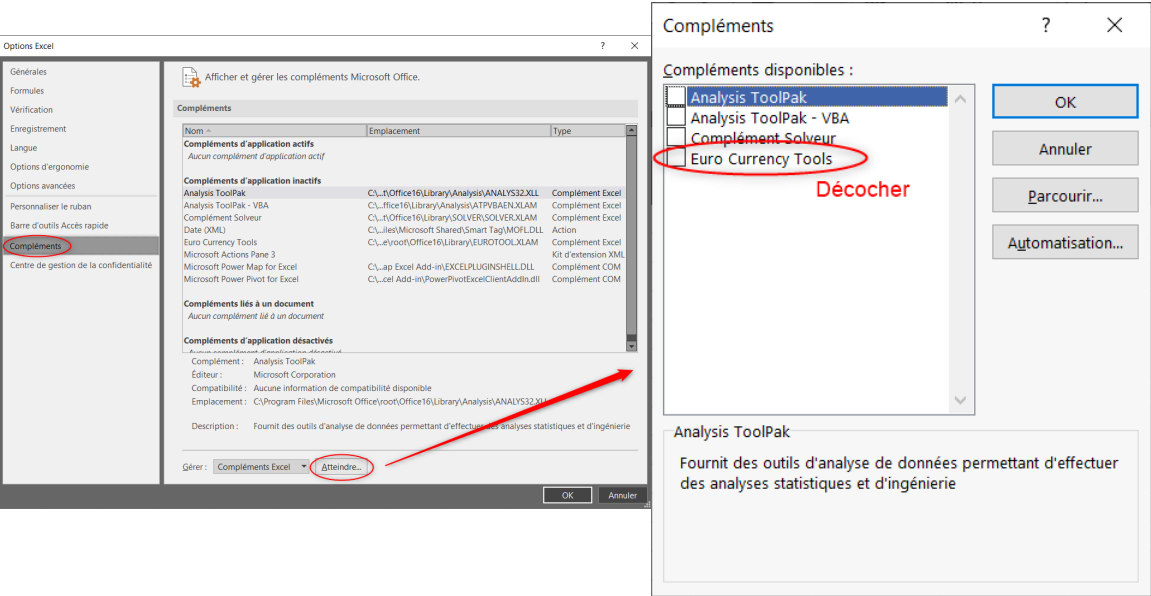 Options Excel
?
×
Générales
Formules
Vérification
Enregistrement
Langue
Options d'ergonomie
Options avancées
Personnaliser le ruban
Barre d'outils Accès rapide
Compléments
Centre de gestion de la confidentialité
Afficher et gérer les compléments Microsoft Office.
Compléments
Nom Emplacement Type
Compléments d'application actifs
Aucun complément d'application actif
Compléments d'application inactifs
Analysis ToolPak C:\...t\Office16\Library\Analysis\ANALYS32.XLL Complément Excel
Analysis ToolPak - VBA C:\...ffice16\Library\Analysis\ATPVBAEN.XLAM Complément Excel
Complément Solveur C:\...t\Office16\Library\SOLVER\SOLVER.XLAM Complément Excel
Date (XML) C:\...iles\Microsoft Shared\Smart Tag\MOFL.DLL Action
Euro Currency Tools C:\...e\root\Office16\Library\EUROTOOL.XLAM Complément Excel
Microsoft Actions Pane 3 Kit d'extension XML
Microsoft Power Map for Excel C:\...ap Excel Add-in\EXCELPLUGINSHELL.DLL Complément COM
Microsoft Power Pivot for Excel C:\...cel Add-in\PowerPivotExcelClientAddIn.dll Complément COM
Compléments liés à un document
Aucun complément lié à un document
Compléments d'application désactivés
Aucun complément d'application désactivé
Complément : Analysis ToolPak
Éditeur : Microsoft Corporation
Compatibilité : Aucune information de compatibilité disponible
Emplacement : C:\Program Files\Microsoft Office\root\Office16\Library\Analysis\ANALYS32.XLL
Description : Fournit des outils d'analyse de données permettant d'effectuer des analyses statistiques et d'ingénierie
Gérer : Compléments Excel Atteindre...
OK Annuler
Compléments
?
×
Compléments disponibles :
Analysis ToolPak
Analysis ToolPak - VBA
Complément Solveur
Euro Currency Tools
Décocher
OK
Annuler
Parcourir...
Automatisation...
Analysis ToolPak
Fournit des outils d'analyse de données permettant d'effectuer
des analyses statistiques et d'ingénierie